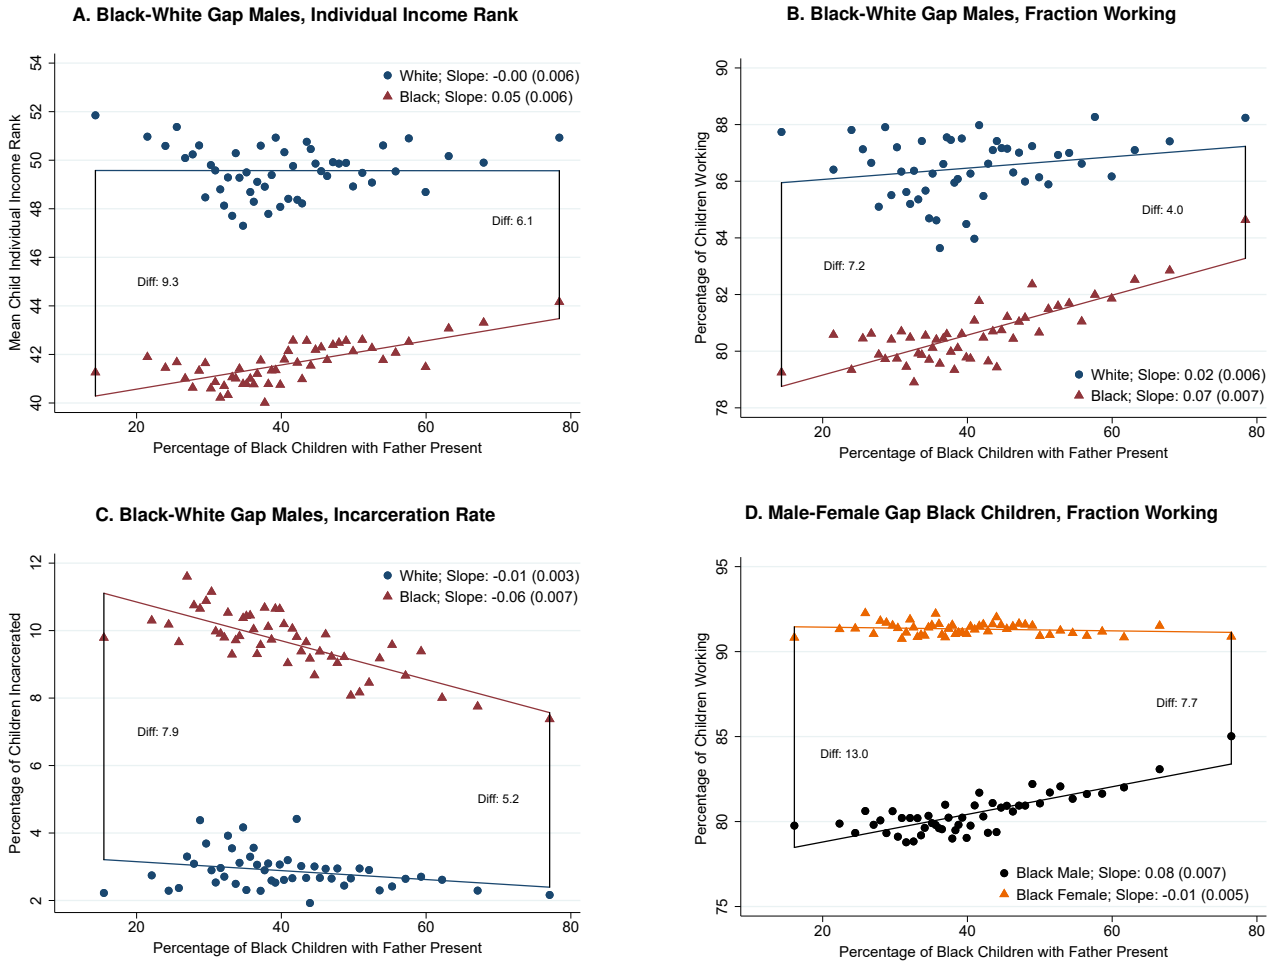 A. Black-White Gap Males, Individual Income Rank
Mean Child Individual Income Rank
54
52
50
48
46
44
42
40
White; Slope: -0.00 (0.006)
Black; Slope: 0.05 (0.006)
Diff: 9.3
Diff: 6.1
20
40
60
80
Percentage of Black Children with Father Present
B. Black-White Gap Males, Fraction Working
Percentage of Children Working
90
88
86
84
82
80
78
Diff: 7.2
Diff: 4.0
White; Slope: 0.02 (0.006)
Black; Slope: 0.07 (0.007)
20
40
60
80
Percentage of Black Children with Father Present
C. Black-White Gap Males, Incarceration Rate
Percentage of Children Incarcerated
12
10
8
6
4
2
White; Slope: -0.01 (0.003)
Black; Slope: -0.06 (0.007)
Diff: 7.9
Diff: 5.2
20
40
60
80
Percentage of Black Children with Father Present
D. Male-Female Gap Black Children, Fraction Working
Percentage of Children Working
95
90
85
80
75
Diff: 13.0
Diff: 7.7
Black Male; Slope: 0.08 (0.007)
Black Female; Slope: -0.01 (0.005)
20
40
60
80
Percentage of Black Children with Father Present